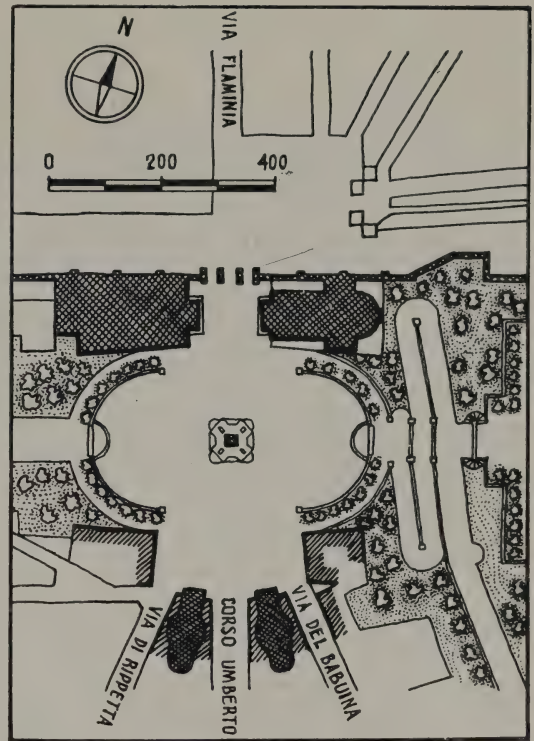 N
VIA FLAMINIA
0 200 400
VIA DI RIPPETTA
CORSO UMBERTO
VIA DEL BABUINA